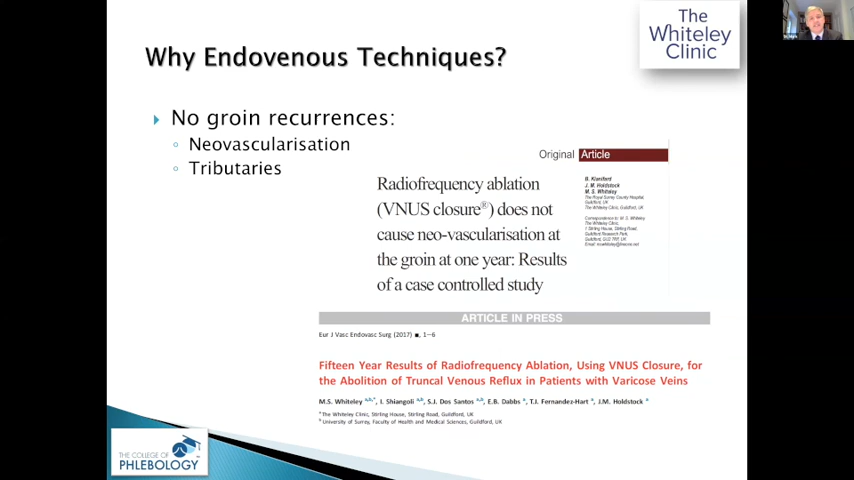 The
Whiteley
Clinic
Why Endovenous Techniques?
No groin recurrences:
Neovascularisation
Tributaries
Original Article
Radiofrequency ablation
(VNUS closure®) does not
cause neo-vascularisation at
the groin at one year: Results
of a case controlled study
B. Kianifard
J. M. Holdstock
M. S. Whiteley
The Royal Surrey County Hospital,
Guildford, UK
The Whiteley Clinic, Guildford, UK
Correspondence to: M. S. Whiteley
The Whiteley Clinic,
1 Stirling House, Stirling Road,
Guildford Research Park,
Guildford, GU2 7RF, UK
ARTICLE IN PRESS
Eur J Vasc Endovasc Surg (2017) ■, 1–6
Fifteen Year Results of Radiofrequency Ablation, Using VNUS Closure, for
the Abolition of Truncal Venous Reflux in Patients with Varicose Veins
M.S. Whiteley a,b,*, I. Shiangoli a,b, S.J. Dos Santos a,b, E.B. Dabbs a, T.J. Fernandez-Hart a, J.M. Holdstock a
a The Whiteley Clinic, Stirling House, Stirling Road, Guildford, UK
b University of Surrey, Faculty of Health and Medical Sciences, Guildford, UK
THE COLLEGE OF
PHLEBOLOGY